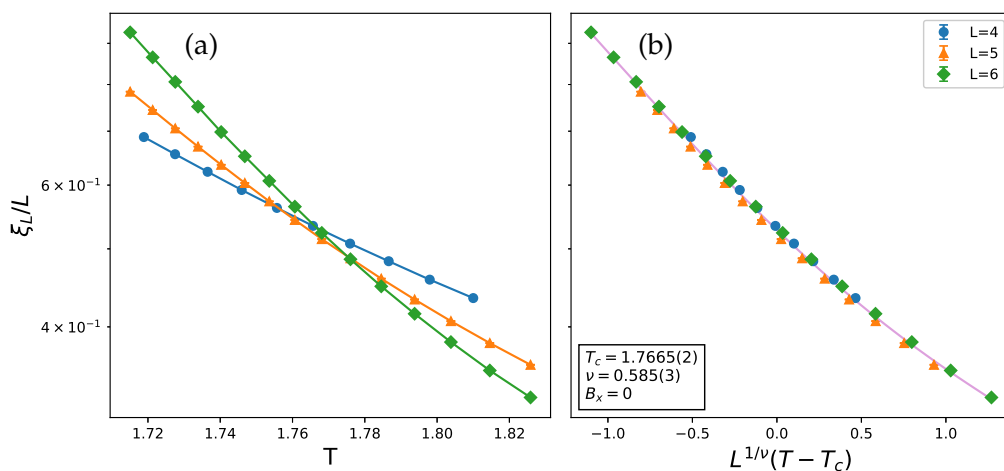 (a)
ξ_L/L
6 × 10⁻¹
4 × 10⁻¹
1.72 1.74 1.76 1.78 1.80 1.82
T
(b)
L=4
L=5
L=6
T_c = 1.7665(2)
ν = 0.585(3)
B_x = 0
−1.0 −0.5 0.0 0.5 1.0
L^{1/ν}(T − T_c)